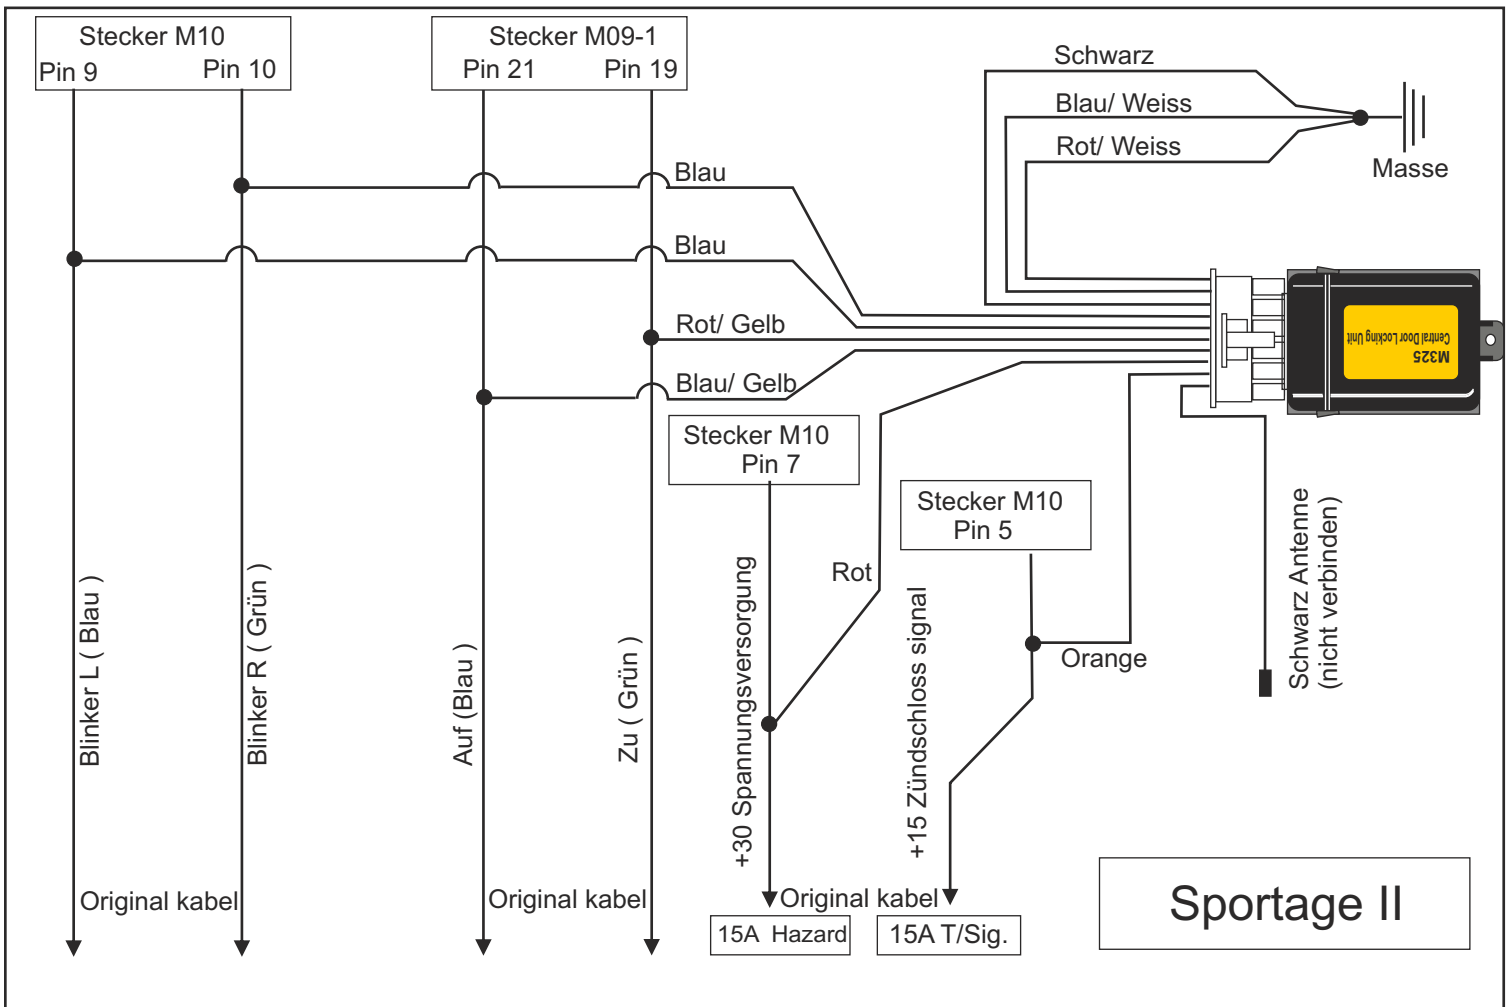 Stecker M10
Pin 9
Pin 10
Stecker M09-1
Pin 21
Pin 19
Schwarz
Blau/ Weiss
Rot/ Weiss
Masse
Blau
Blau
Rot/ Gelb
Blau/ Gelb
M325
Central Door Locking Unit
Stecker M10
Pin 7
Stecker M10
Pin 5
Rot
Orange
Schwarz Antenne
(nicht verbinden)
Blinker L ( Blau )
Blinker R ( Grün )
Auf (Blau )
Zu ( Grün )
+30 Spannungsversorgung
+15 Zündschloss signal
Original kabel
Original kabel
Original kabel
15A Hazard
15A T/Sig.
Sportage II